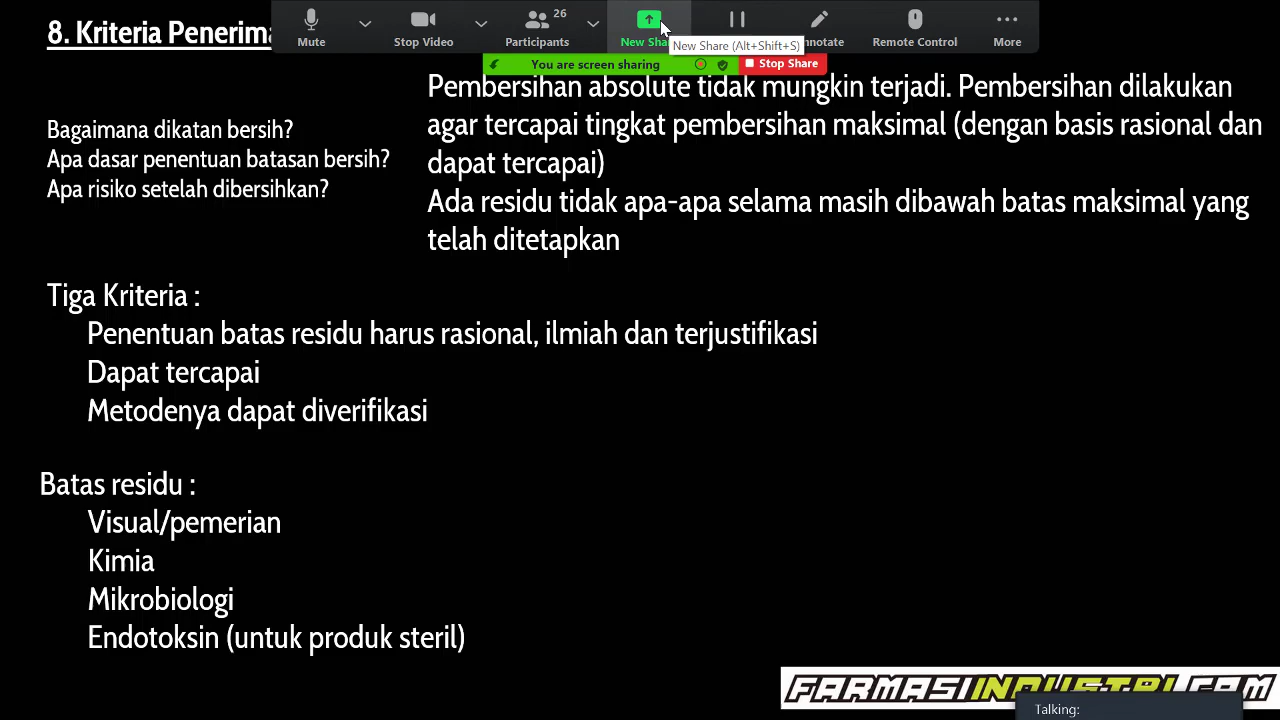 8. Kriteria Penerima
Mute
Stop Video
Participants
26
New Shar
New Share (Alt+Shift+S)
notate
Remote Control
More
You are screen sharing
Stop Share
Bagaimana dikatan bersih?
Apa dasar penentuan batasan bersih?
Apa risiko setelah dibersihkan?
Pembersihan absolute tidak mungkin terjadi. Pembersihan dilakukan
agar tercapai tingkat pembersihan maksimal (dengan basis rasional dan
dapat tercapai)
Ada residu tidak apa-apa selama masih dibawah batas maksimal yang
telah ditetapkan
Tiga Kriteria :
Penentuan batas residu harus rasional, ilmiah dan terjustifikasi
Dapat tercapai
Metodenya dapat diverifikasi
Batas residu :
Visual/pemerian
Kimia
Mikrobiologi
Endotoksin (untuk produk steril)
FARMASIINDUSTRI.COM
Talking: